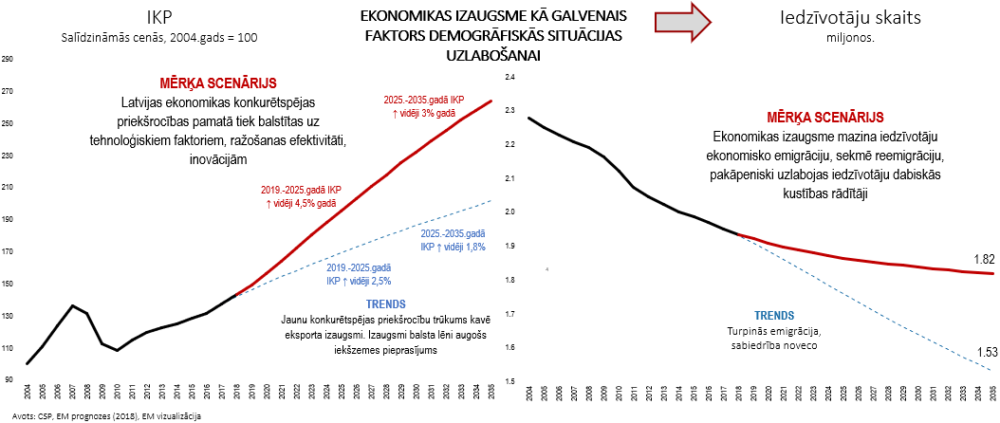 IKP
Salīdzināmās cenās, 2004.gads = 100
EKONOMIKAS IZAUGSME KĀ GALVENAIS
FAKTORS DEMOGRĀFISKĀS SITUĀCIJAS
UZLABOŠANAI
Iedzīvotāju skaits
miljonos.
290
270
250
230
210
190
170
150
130
110
90
MĒRĶA SCENĀRIJS
Latvijas ekonomikas konkurētspējas
priekšrocības pamatā tiek balstītas uz
tehnoloģiskiem faktoriem, ražošanas efektivitāti,
inovācijām
2025.-2035.gadā IKP
↑ vidēji 3% gadā
2019.-2025.gadā IKP
↑ vidēji 4,5% gadā
2025.-2035.gadā
IKP ↑ vidēji 1,8%
2019.-2025.gadā
IKP ↑ vidēji 2,5%
TRENDS
Jaunu konkurētspējas priekšrocību trūkums kavē
eksporta izaugsmi. Izaugsmi balsta lēni augošs
iekšzemes pieprasījums
2004 2005 2006 2007 2008 2009 2010 2011 2012 2013 2014 2015 2016 2017 2018 2019 2020 2021 2022 2023 2024 2025 2026 2027 2028 2029 2030 2031 2032 2033 2034 2035
2.4
2.3
2.2
2.1
2.0
1.9
1.8
1.7
1.6
1.5
MĒRĶA SCENĀRIJS
Ekonomikas izaugsme mazina iedzīvotāju
ekonomisko emigrāciju, sekmē reemigrāciju,
pakāpeniski uzlabojas iedzīvotāju dabiskās
kustības rādītāji
1.82
TRENDS
Turpinās emigrācija,
sabiedrība noveco
1.53
2004 2005 2006 2007 2008 2009 2010 2011 2012 2013 2014 2015 2016 2017 2018 2019 2020 2021 2022 2023 2024 2025 2026 2027 2028 2029 2030 2031 2032 2033 2034 2035
Avots: CSP, EM prognozes (2018), EM vizualizācija